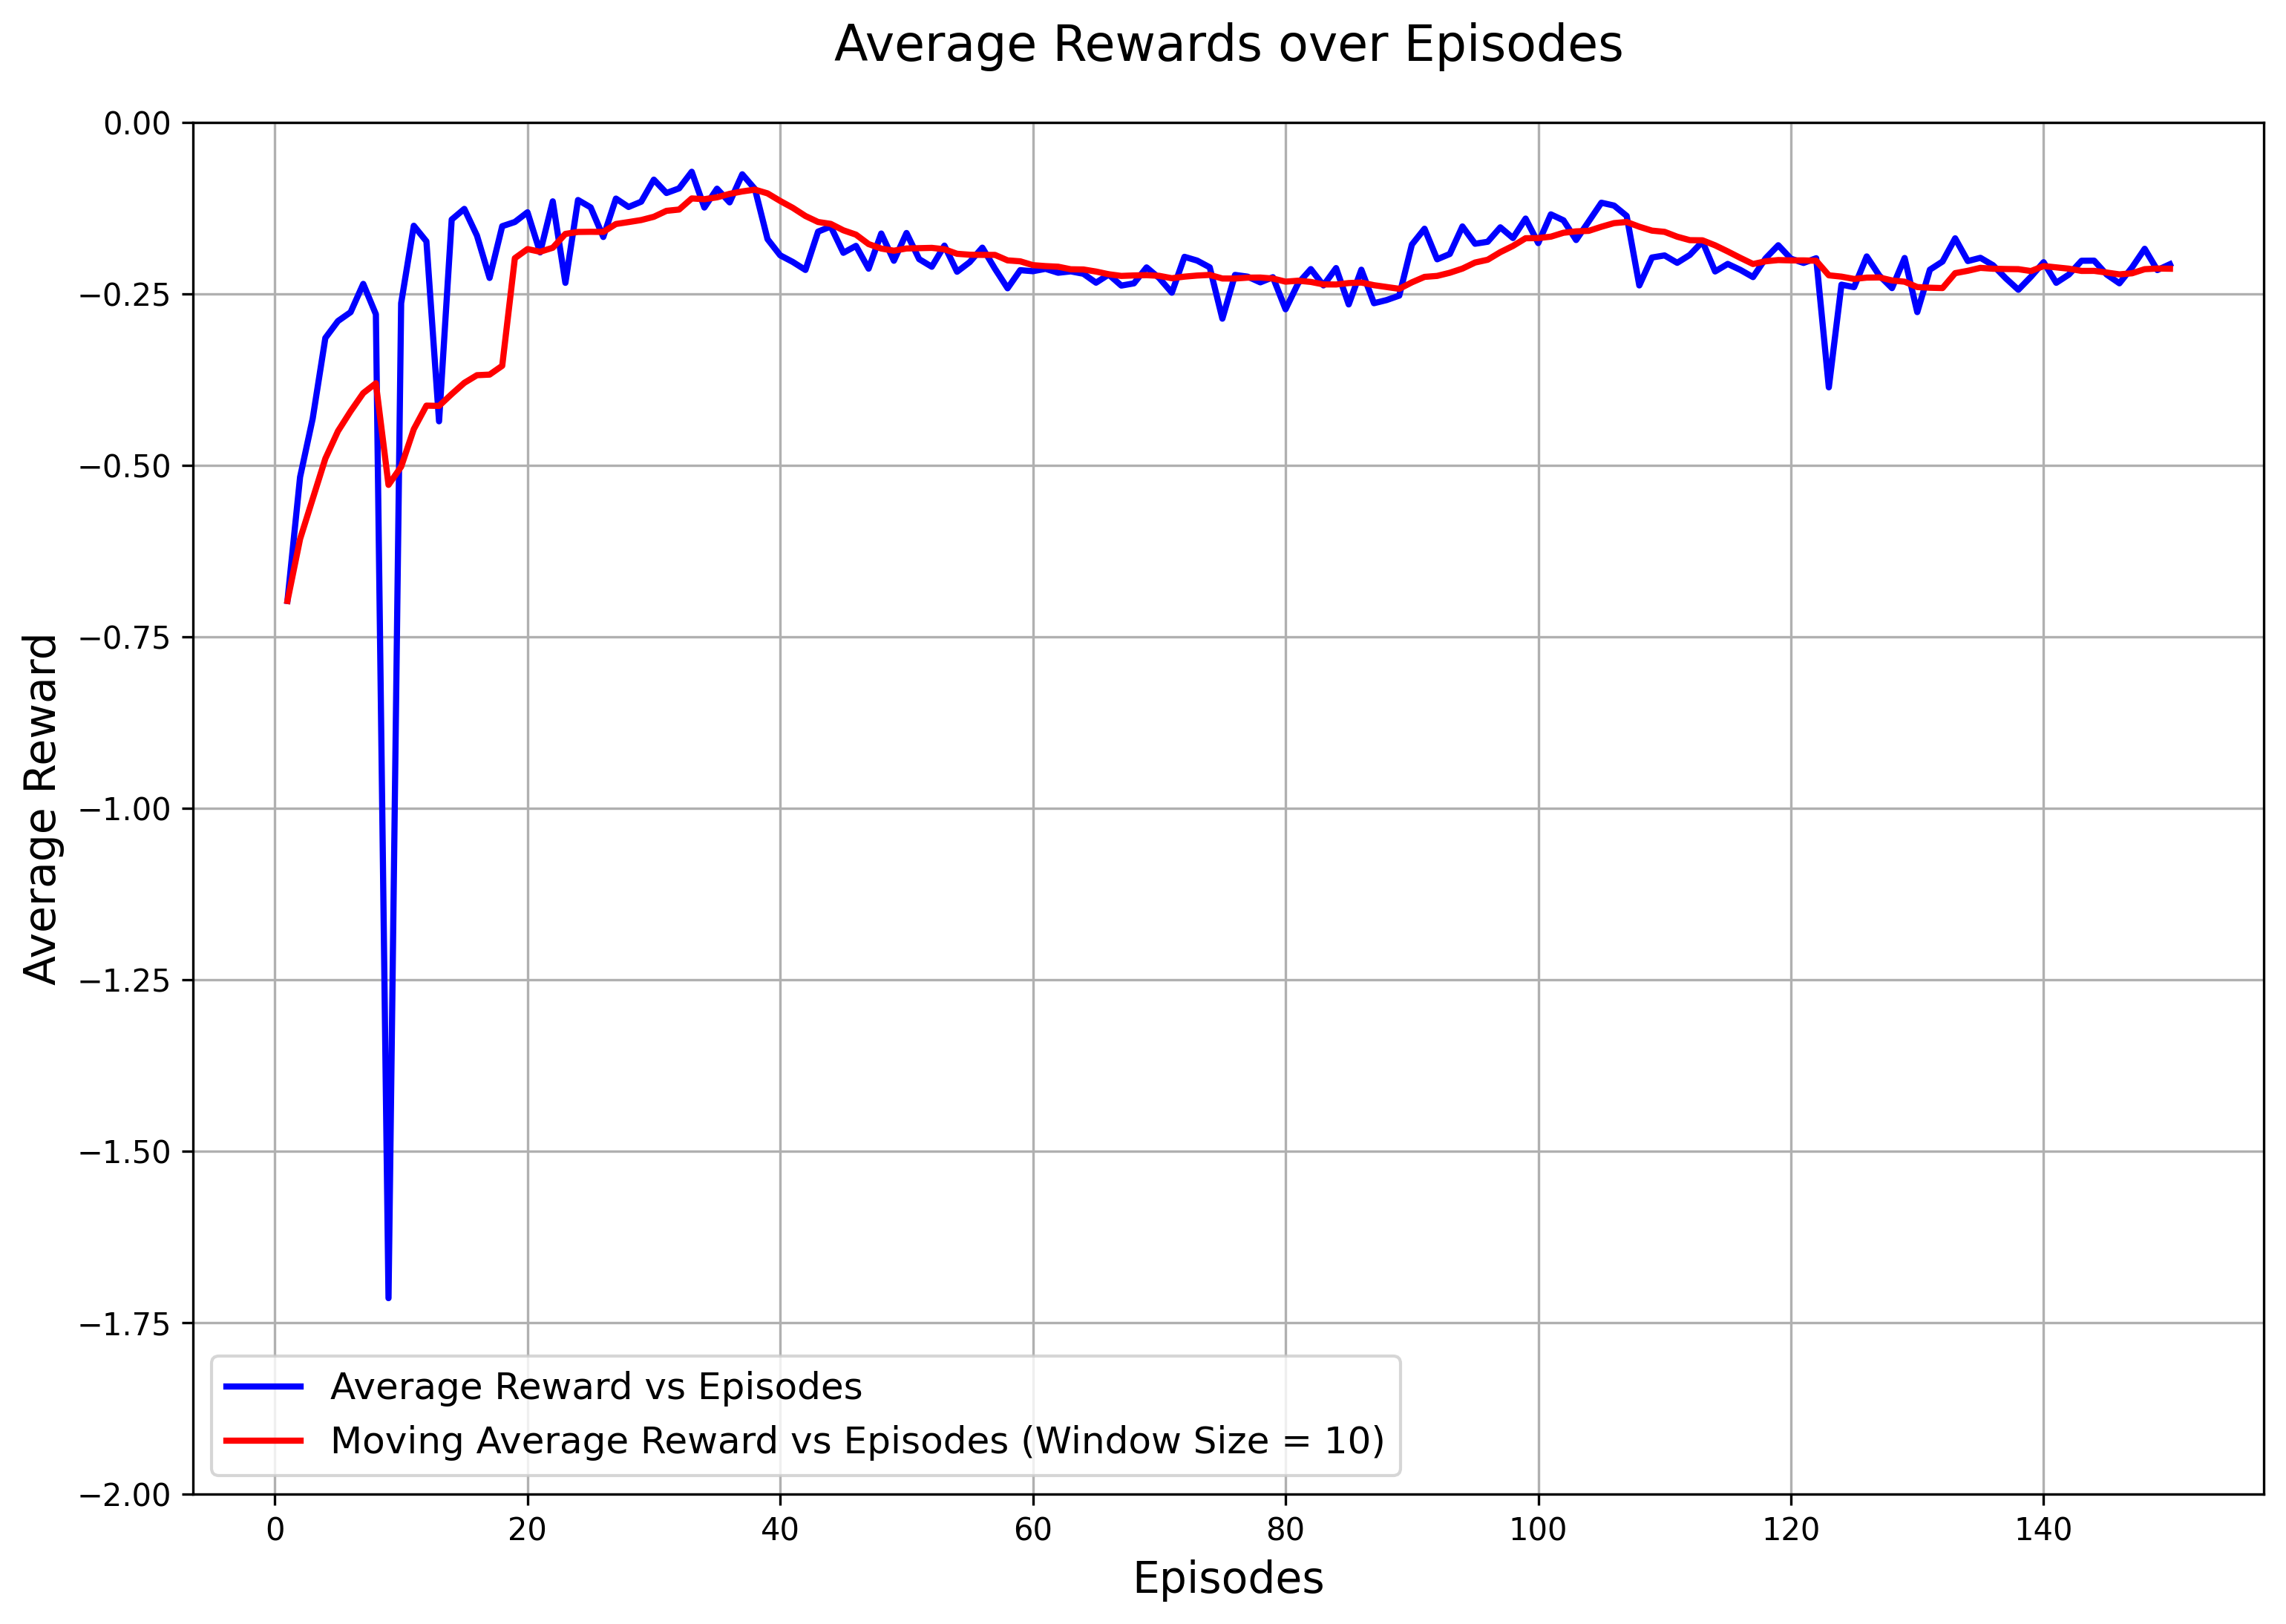 Average Rewards over Episodes
0.00
−0.25
−0.50
−0.75
−1.00
−1.25
−1.50
−1.75
−2.00
Average Reward
Average Reward vs Episodes
Moving Average Reward vs Episodes (Window Size = 10)
0 20 40 60 80 100 120 140
Episodes